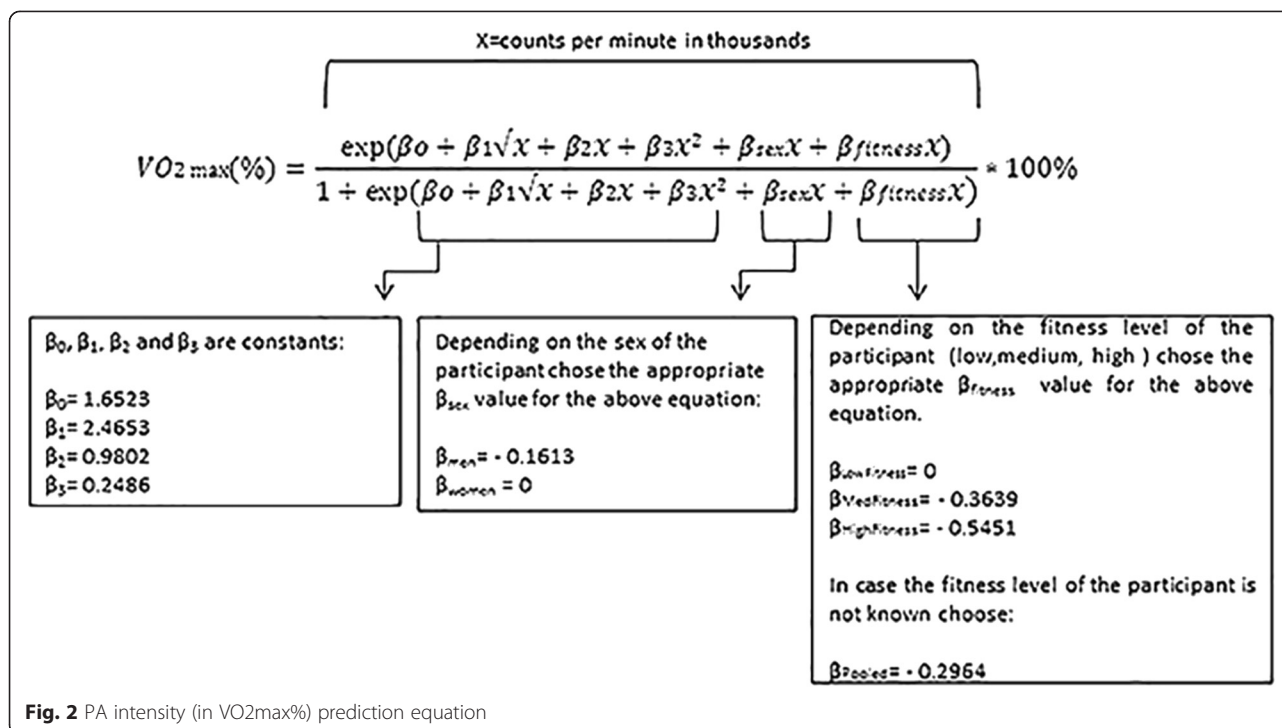 X=counts per minute in thousands
VO2 max(%) = exp(β0 + β1√X + β2X + β3X² + βsexX + βfitnessX) / 1 + exp(β0 + β1√X + β2X + β3X² + βsexX + βfitnessX) * 100%
β0, β1, β2 and β3 are constants:
β0= 1.6523
β1= 2.4653
β2= 0.9802
β3= 0.2486
Depending on the sex of the
participant chose the appropriate
βsex value for the above equation:
βmen= - 0.1613
βwomen = 0
Depending on the fitness level of the
participant (low,medium, high ) chose the
appropriate βfitness value for the above
equation.
βLowFitness= 0
βMedFitness= - 0.3639
βHighFitness= - 0.5451
In case the fitness level of the participant is
not known choose:
βPooled= - 0.2964
Fig. 2 PA intensity (in VO2max%) prediction equation